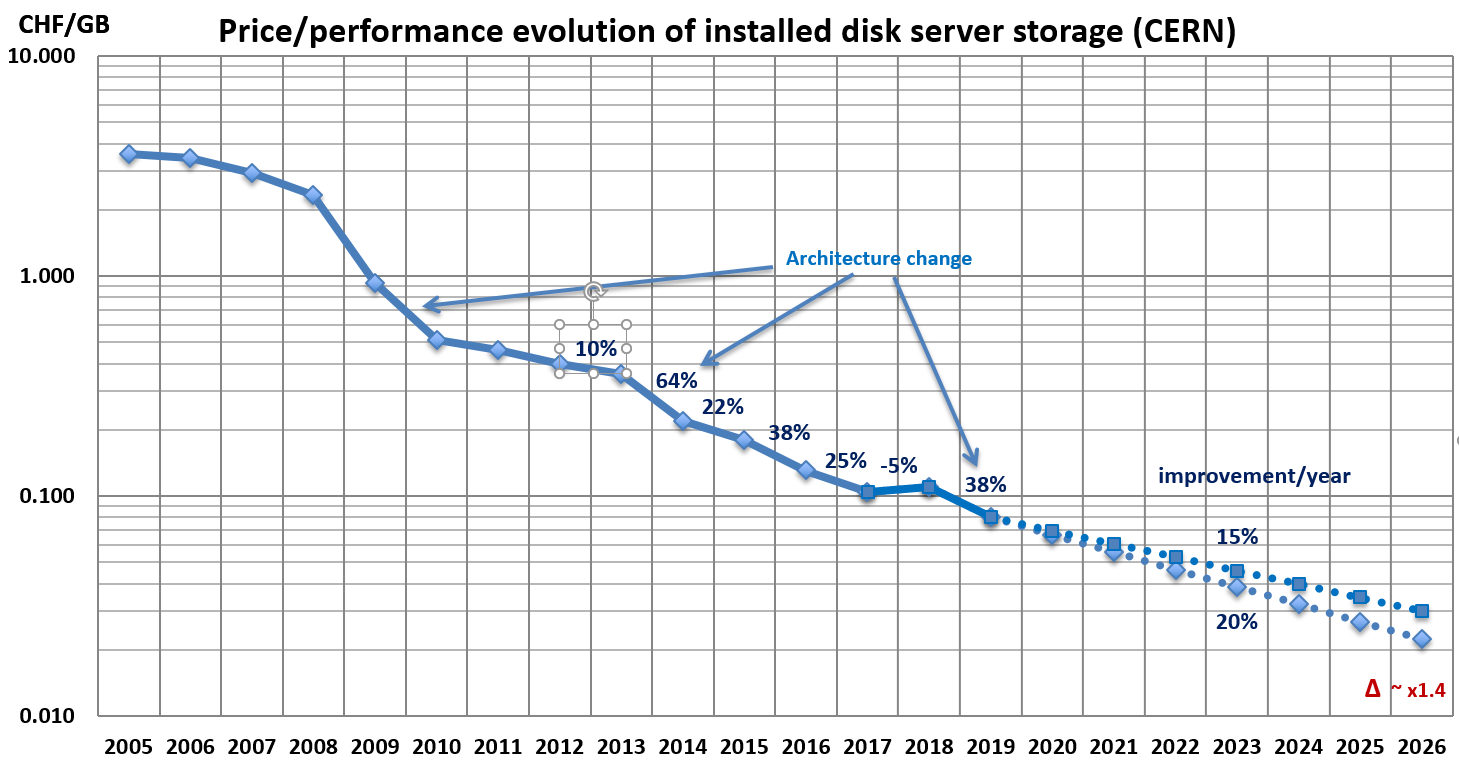 CHF/GB
Price/performance evolution of installed disk server storage (CERN)
10.000
1.000
0.100
0.010
Architecture change
10%
64%
22%
38%
25%
-5%
38%
improvement/year
15%
20%
Δ ~ x1.4
2005 2006 2007 2008 2009 2010 2011 2012 2013 2014 2015 2016 2017 2018 2019 2020 2021 2022 2023 2024 2025 2026